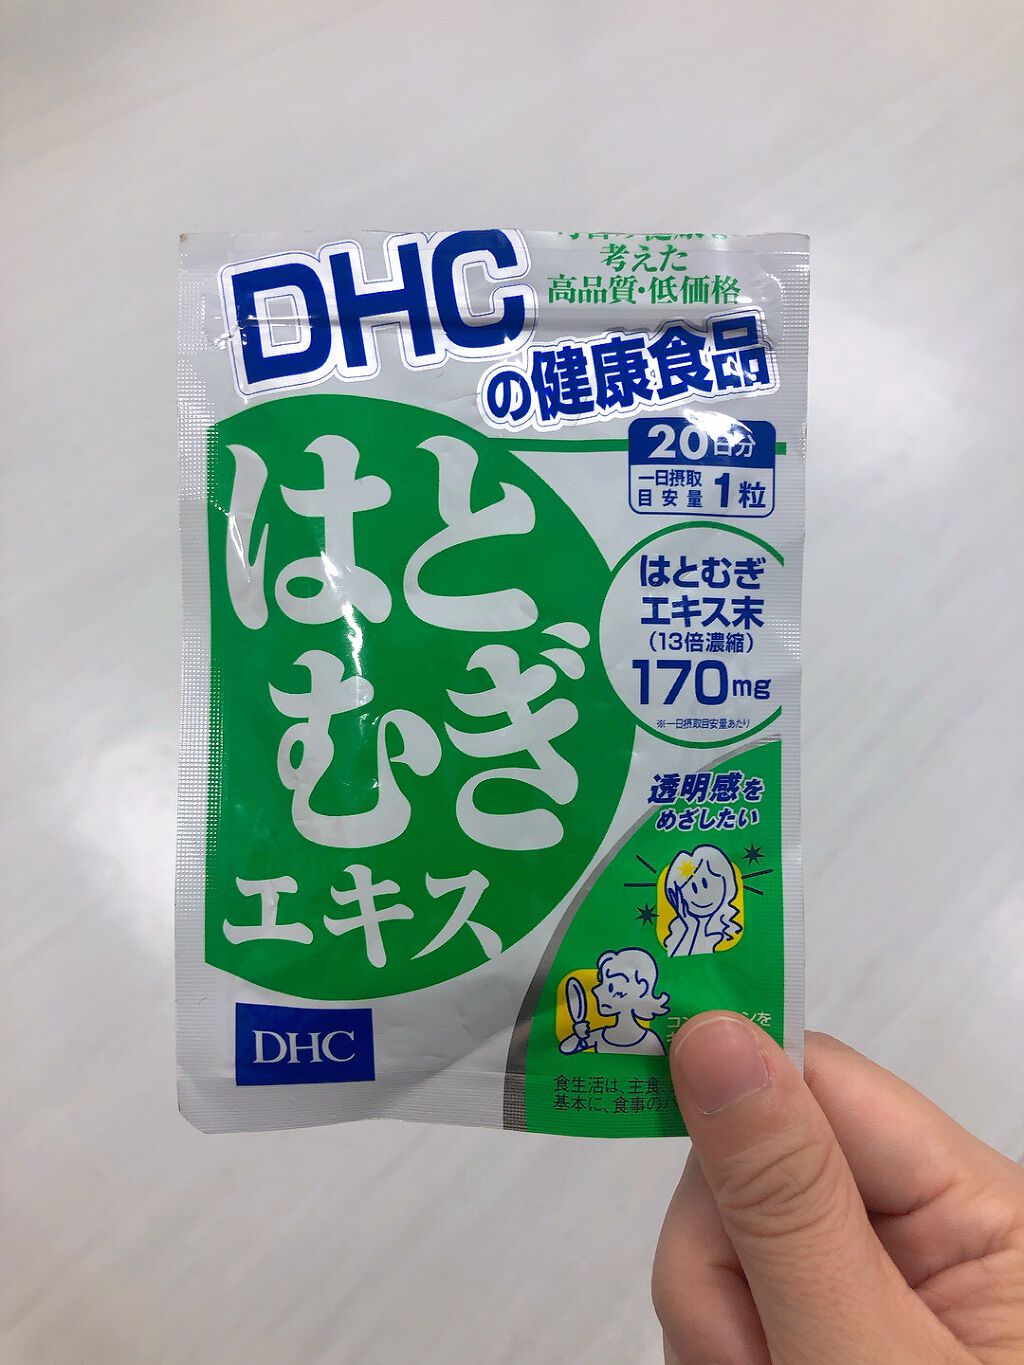 DHC
考えた
高品質・低価格
の健康食品
20日分
一日摂取
目安量
1粒
はとむぎ
エキス
はとむぎ
エキス末
(13倍濃縮)
170mg
※一日摂取目安量あたり
透明感を
めざしたい
DHC
食生活は、主食、
基本に、食事の